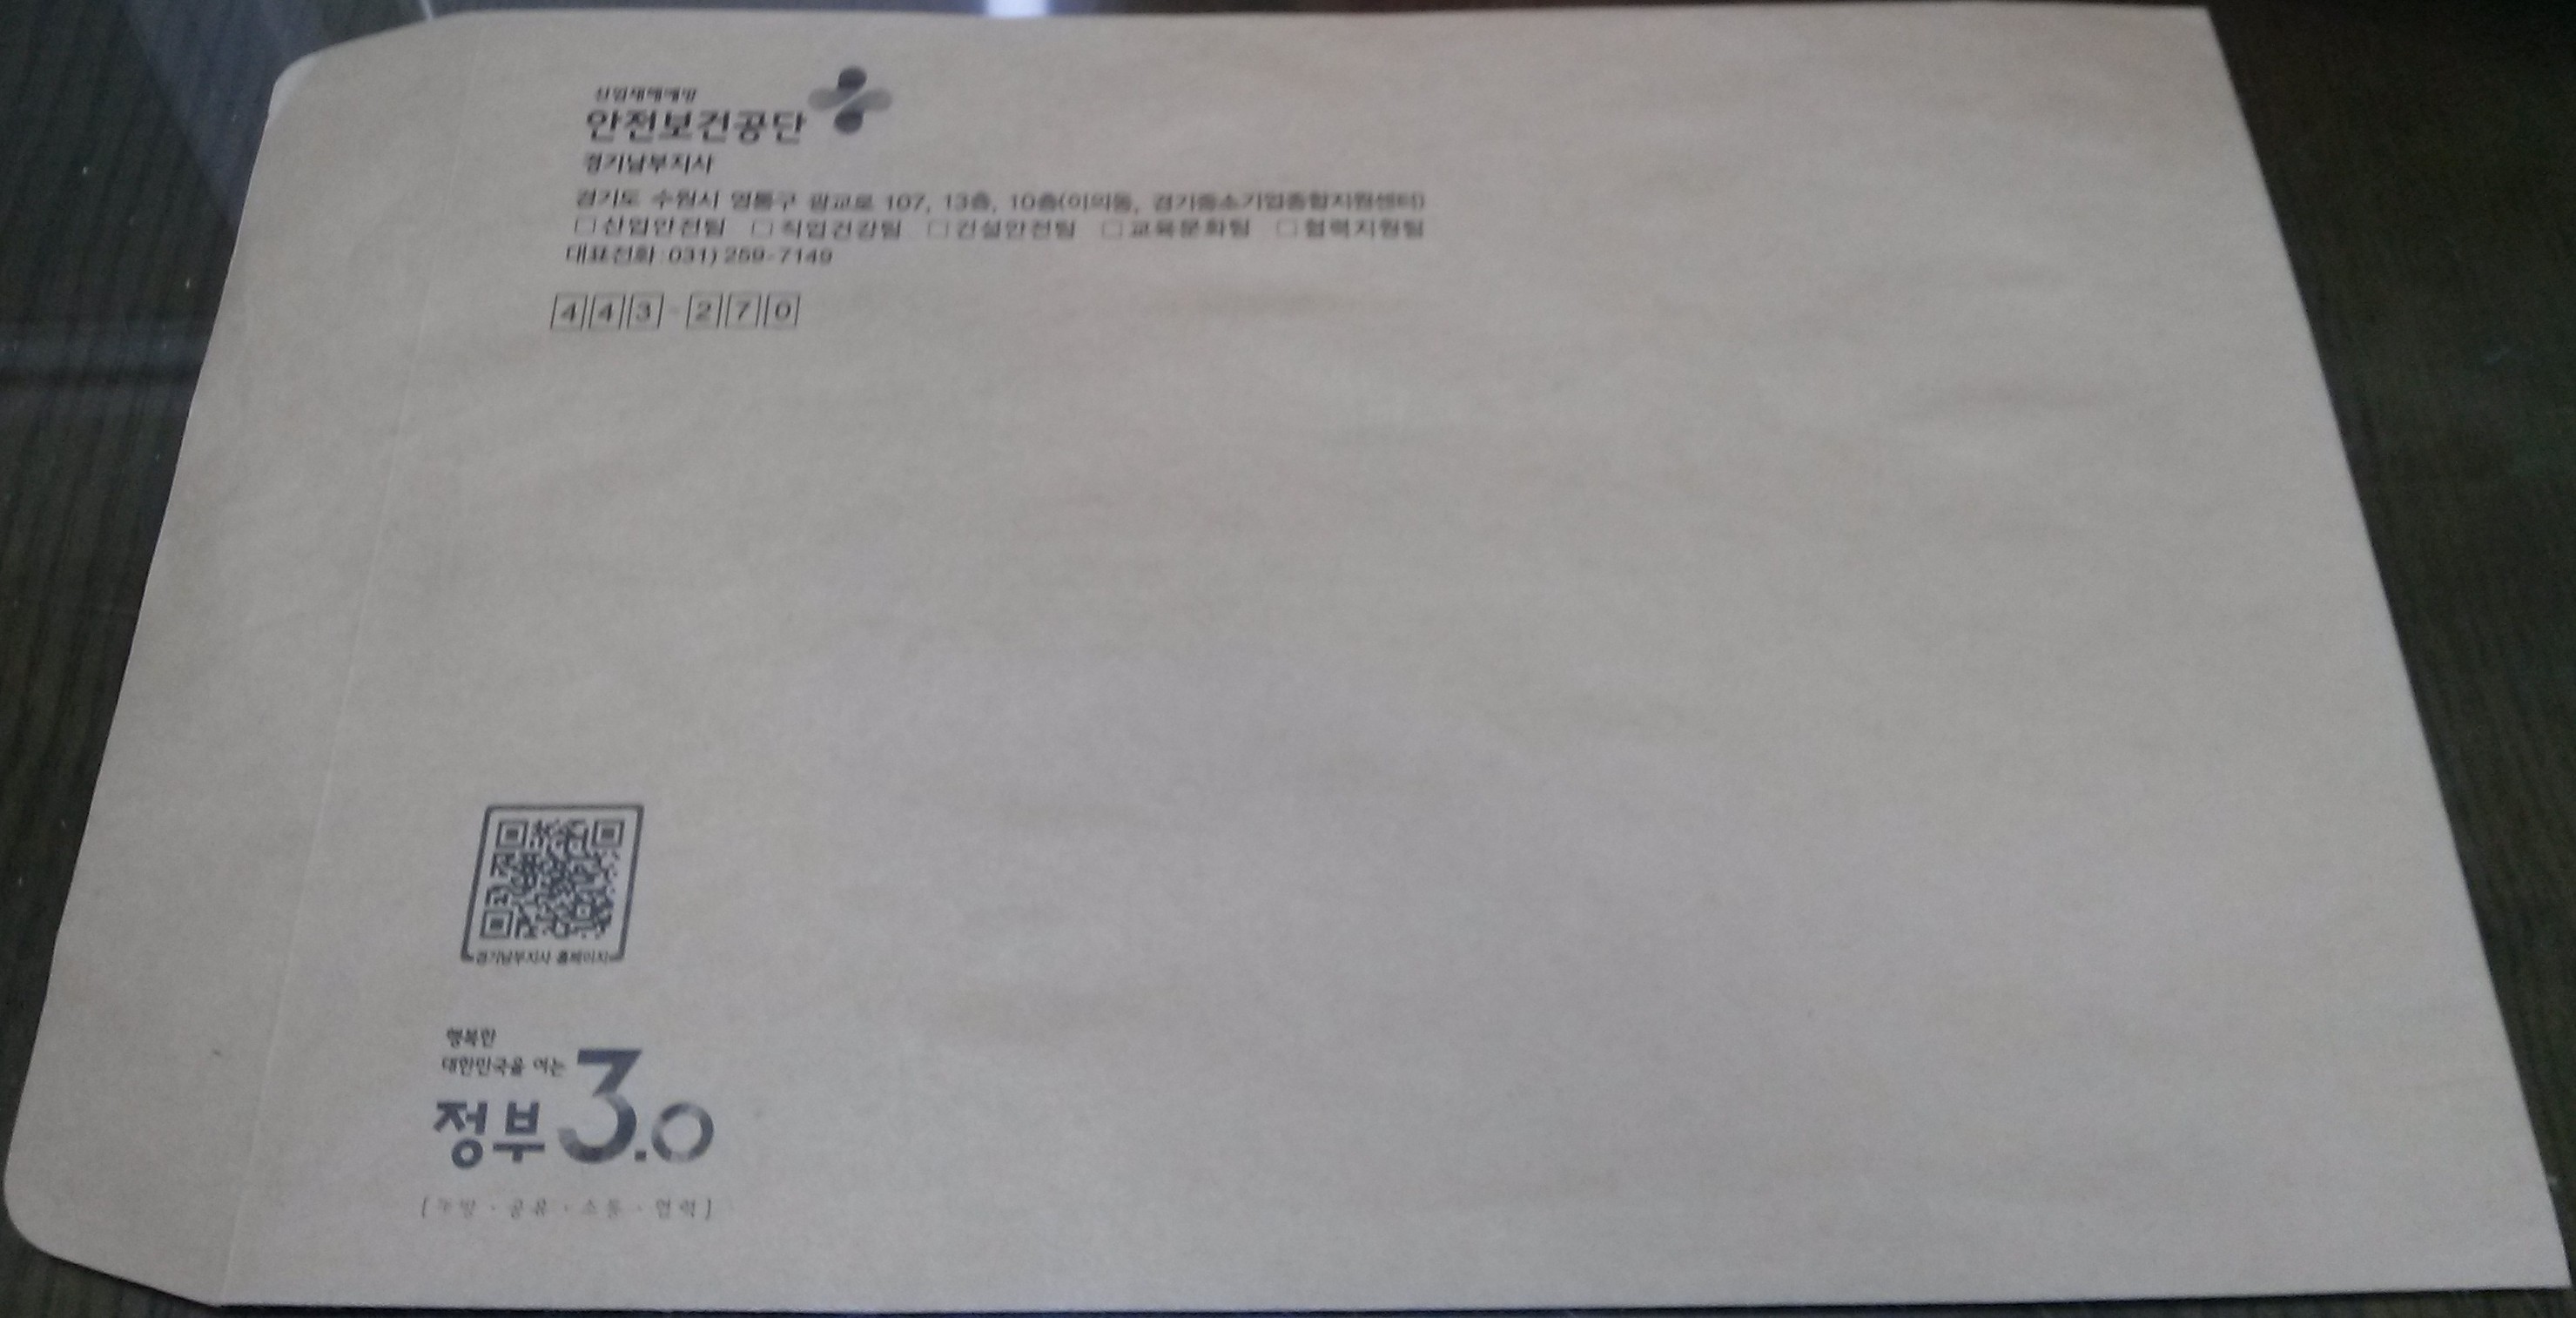 산업재해예방
안전보건공단
경기남부지사
경기도 수원시 영통구 광교로 107, 13층, 10층(이의동, 경기중소기업종합지원센터)
□ 산업안전팀 □ 직업건강팀 □ 건설안전팀 □ 교육문화팀 □ 협력지원팀
대표전화 : 031) 259-7149
443-270
경기남부지사 홈페이지
행복한
대한민국을 여는
정부 3.0
[개방·공유·소통·협력]